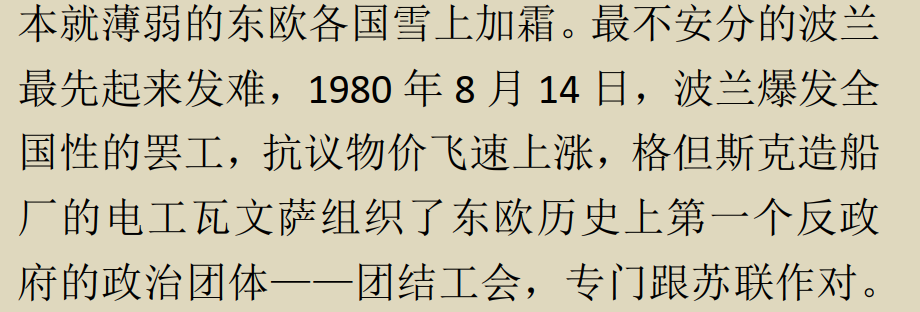 本就薄弱的东欧各国雪上加霜。最不安分的波兰
最先起来发难，1980 年 8 月 14 日，波兰爆发全
国性的罢工，抗议物价飞速上涨，格但斯克造船
厂的电工瓦文萨组织了东欧历史上第一个反政
府的政治团体——团结工会，专门跟苏联作对。